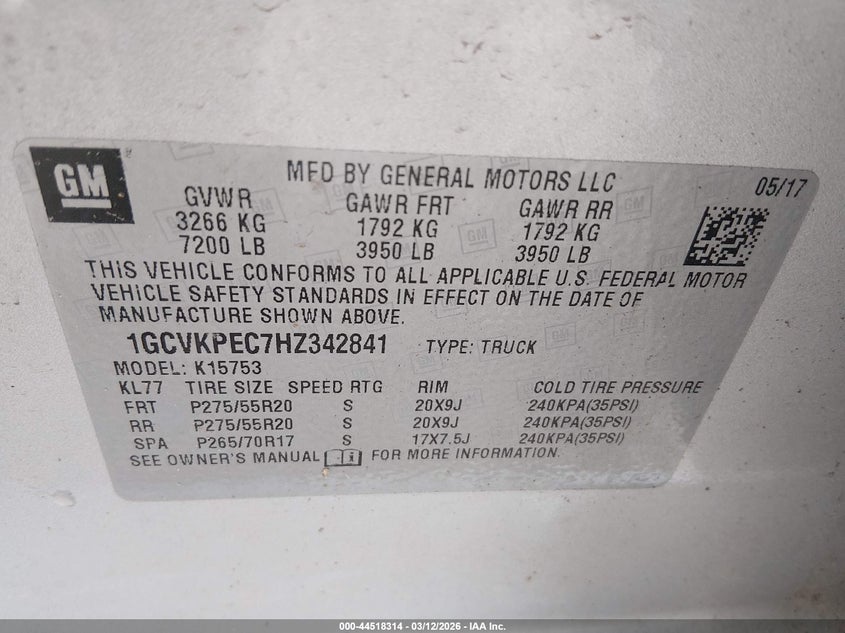 GM
MFD BY GENERAL MOTORS LLC 05/17
GVWR GAWR FRT GAWR RR
3266 KG 1792 KG 1792 KG
7200 LB 3950 LB 3950 LB
THIS VEHICLE CONFORMS TO ALL APPLICABLE U.S. FEDERAL MOTOR
VEHICLE SAFETY STANDARDS IN EFFECT ON THE DATE OF
MANUFACTURE SHOWN ABOVE.
1GCVKPEC7HZ342841 TYPE: TRUCK
MODEL: K15753
KL77 TIRE SIZE SPEED RTG RIM COLD TIRE PRESSURE
FRT P275/55R20 S 20X9J 240KPA(35PSI)
RR P275/55R20 S 20X9J 240KPA(35PSI)
SPA P265/70R17 S 17X7.5J 240KPA(35PSI)
SEE OWNER'S MANUAL FOR MORE INFORMATION.
000-44518314 - 03/12/2026 - IAA Inc.